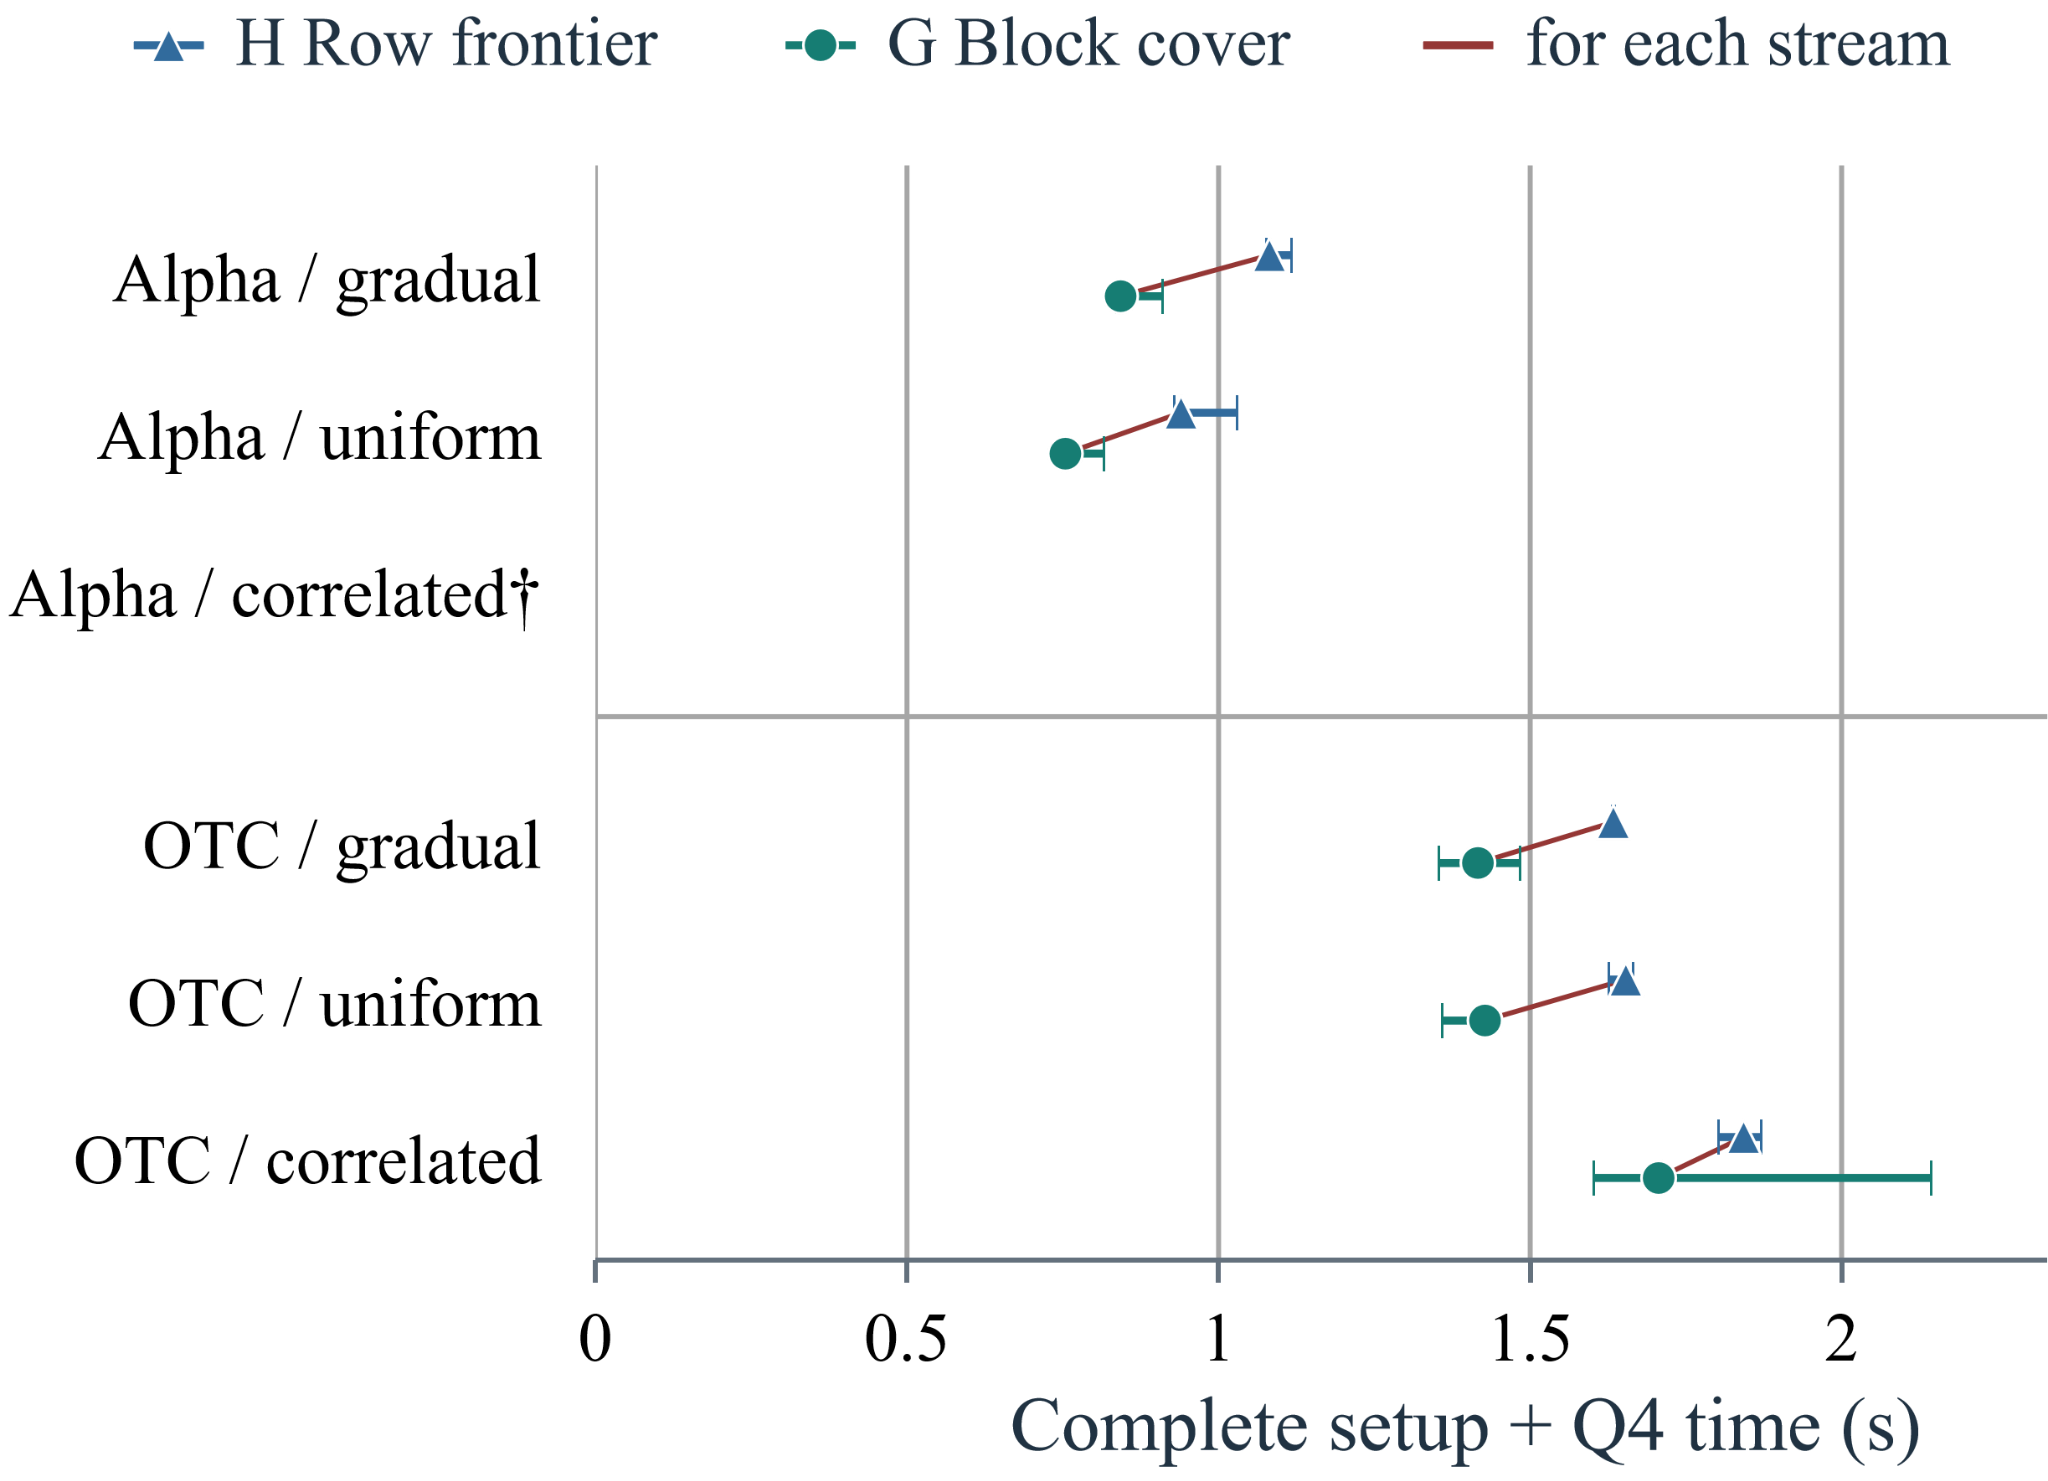 H Row frontier G Block cover for each stream
Alpha / gradual
Alpha / uniform
Alpha / correlated†
OTC / gradual
OTC / uniform
OTC / correlated
0 0.5 1 1.5 2
Complete setup + Q4 time (s)